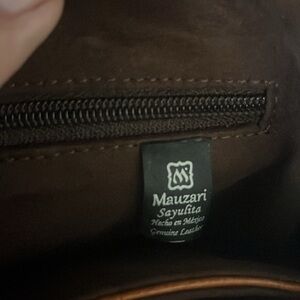 M
Mauzari
Sayulita
Hecho en México
Genuine Leather